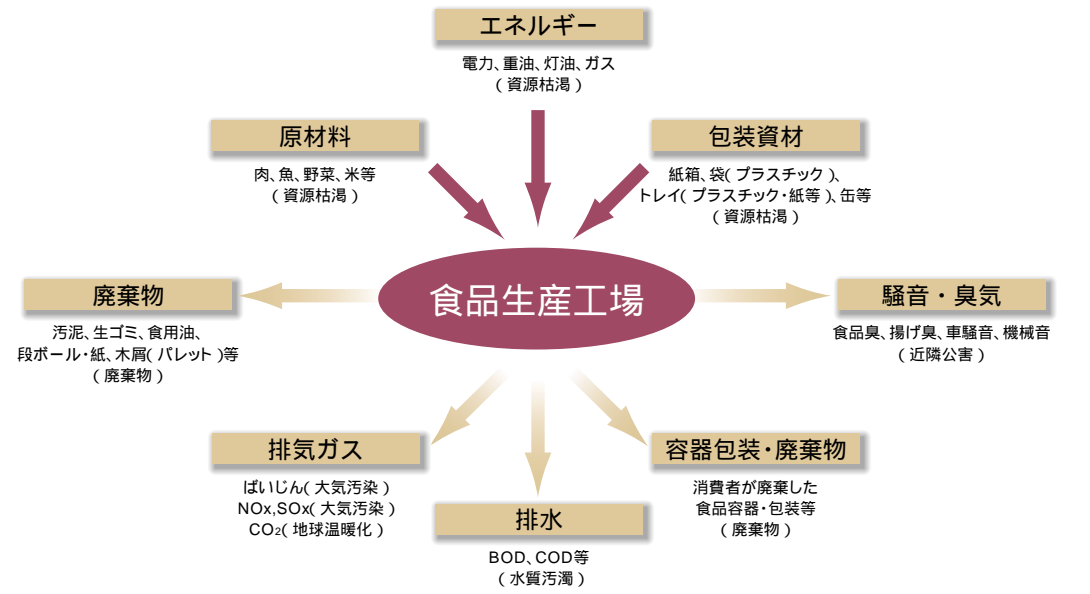 エネルギー
電力、重油、灯油、ガス
(資源枯渇)
原材料
肉、魚、野菜、米等
(資源枯渇)
包装資材
紙箱、袋(プラスチック)、
トレイ(プラスチック・紙等)、缶等
(資源枯渇)
食品生産工場
廃棄物
汚泥、生ゴミ、食用油、
段ボール・紙、木屑(パレット)等
(廃棄物)
騒音・臭気
食品臭、揚げ臭、車騒音、機械音
(近隣公害)
排気ガス
ばいじん(大気汚染)
NOx,SOx(大気汚染)
CO₂(地球温暖化)
排水
BOD、COD等
(水質汚濁)
容器包装・廃棄物
消費者が廃棄した
食品容器・包装等
(廃棄物)